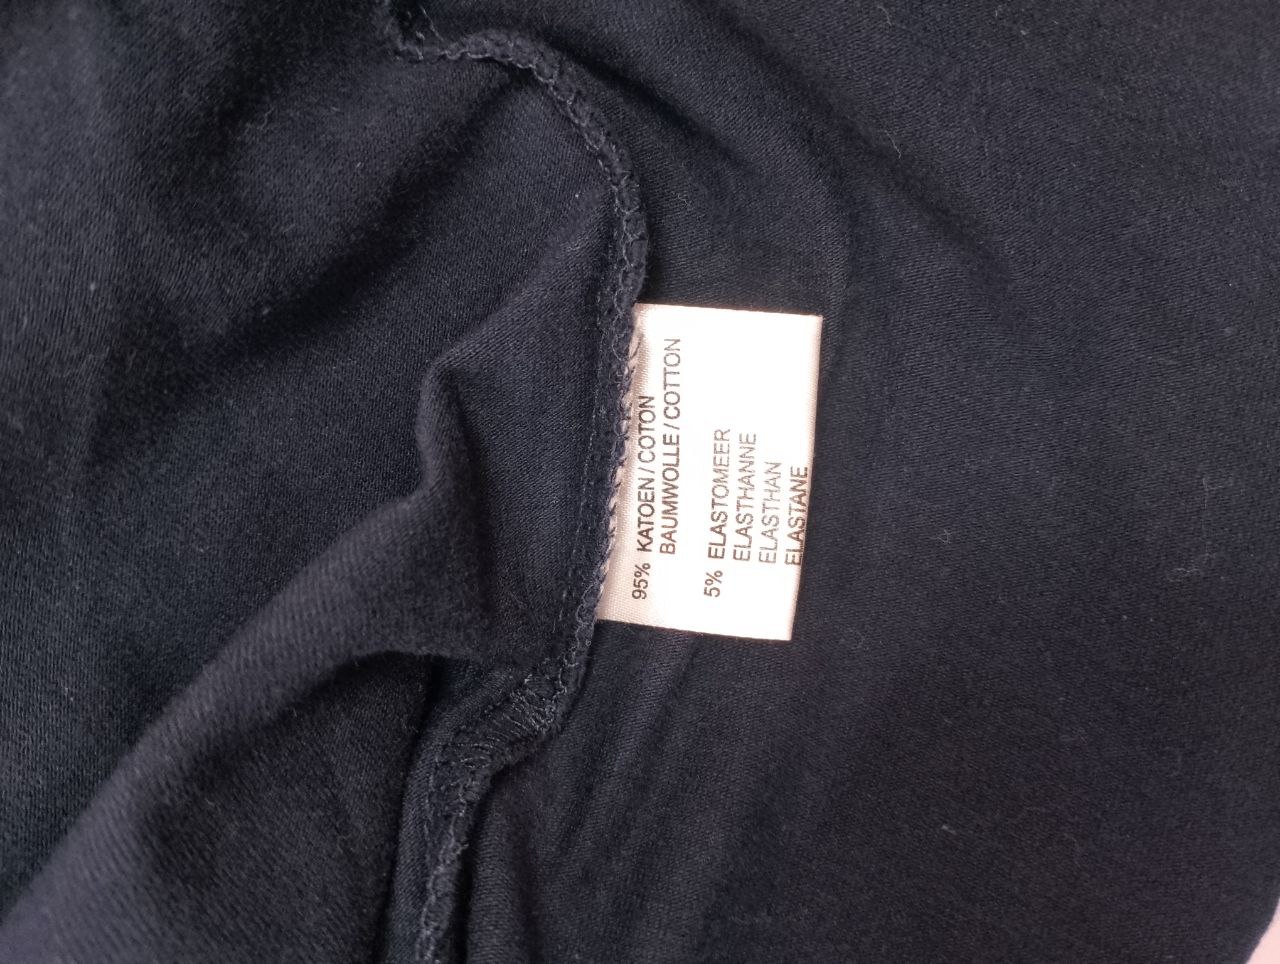 95% KATOEN/COTON
BAUMWOLLE/COTTON
5% ELASTOMEER
ELASTHANNE
ELASTHAN
ELASTANE